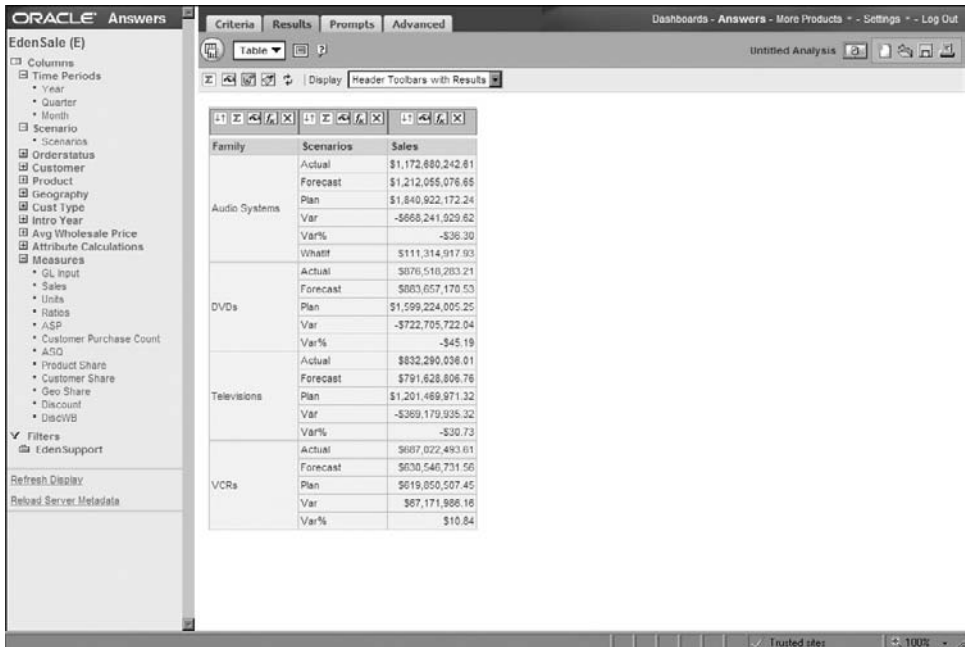 ORACLE Answers
EdenSale (E)
Columns
Time Periods
Year
Quarter
Month
Scenario
Scenarios
Orderstatus
Customer
Product
Geography
Cust Type
Intro Year
Avg Wholesale Price
Attribute Calculations
Measures
GL Input
Sales
Units
Ratios
ASP
Customer Purchase Count
ASQ
Product Share
Customer Share
Geo Share
Discount
DiscWB
Filters
EdenSupport
Refresh Display
Reload Server Metadata
Criteria Results Prompts Advanced
Dashboards - Answers - More Products - Settings - Log Out
Table
Untitled Analysis
Display Header Toolbars with Results
Family Scenarios Sales
Audio Systems
Actual $1,172,680,242.61
Forecast $1,212,055,076.65
Plan $1,840,922,172.24
Var -$668,241,929.62
Var% -$36.30
Whatif $111,314,917.93
DVDs
Actual $876,518,283.21
Forecast $883,657,170.53
Plan $1,599,224,005.25
Var -$722,705,722.04
Var% -$45.19
Televisions
Actual $832,290,036.01
Forecast $791,628,806.76
Plan $1,201,469,971.32
Var -$369,179,935.32
Var% -$30.73
VCRs
Actual $687,022,493.61
Forecast $630,546,731.56
Plan $619,850,507.45
Var $67,171,986.16
Var% $10.84
Trusted sites 100%